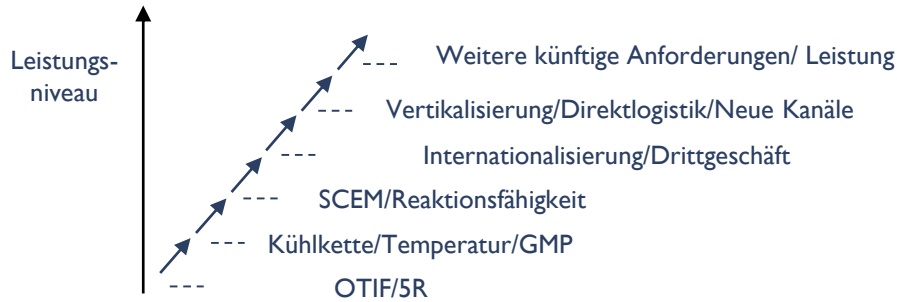 Leistungs-
niveau
Weitere künftige Anforderungen/ Leistung
Vertikalisierung/Direktlogistik/Neue Kanäle
Internationalisierung/Drittgeschäft
SCEM/Reaktionsfähigkeit
Kühlkette/Temperatur/GMP
OTIF/5R